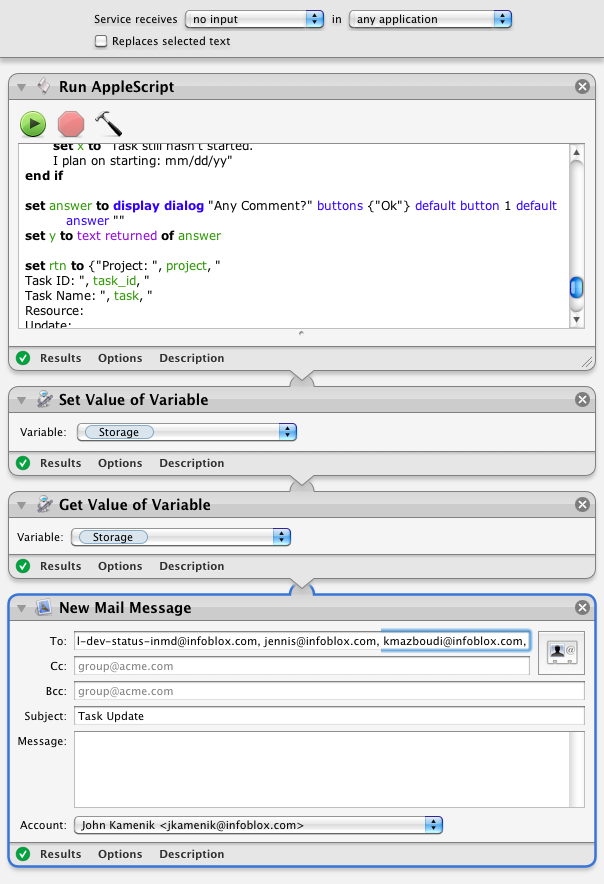 Service receives no input in any application
Replaces selected text
Run AppleScript
set x to "Task still hasn't started.
I plan on starting: mm/dd/yy"
end if
set answer to display dialog "Any Comment?" buttons {"Ok"} default button 1 default
answer ""
set y to text returned of answer
set rtn to {"Project: ", project, "
Task ID: ", task_id, "
Task Name: ", task, "
Resource:
Update:
Results Options Description
Set Value of Variable
Variable: Storage
Results Options Description
Get Value of Variable
Variable: Storage
Results Options Description
New Mail Message
To: l-dev-status-inmd@infoblox.com, jennis@infoblox.com, kmazboudi@infoblox.com,
Cc: group@acme.com
Bcc: group@acme.com
Subject: Task Update
Message:
Account: John Kamenik <jkamenik@infoblox.com>
Results Options Description